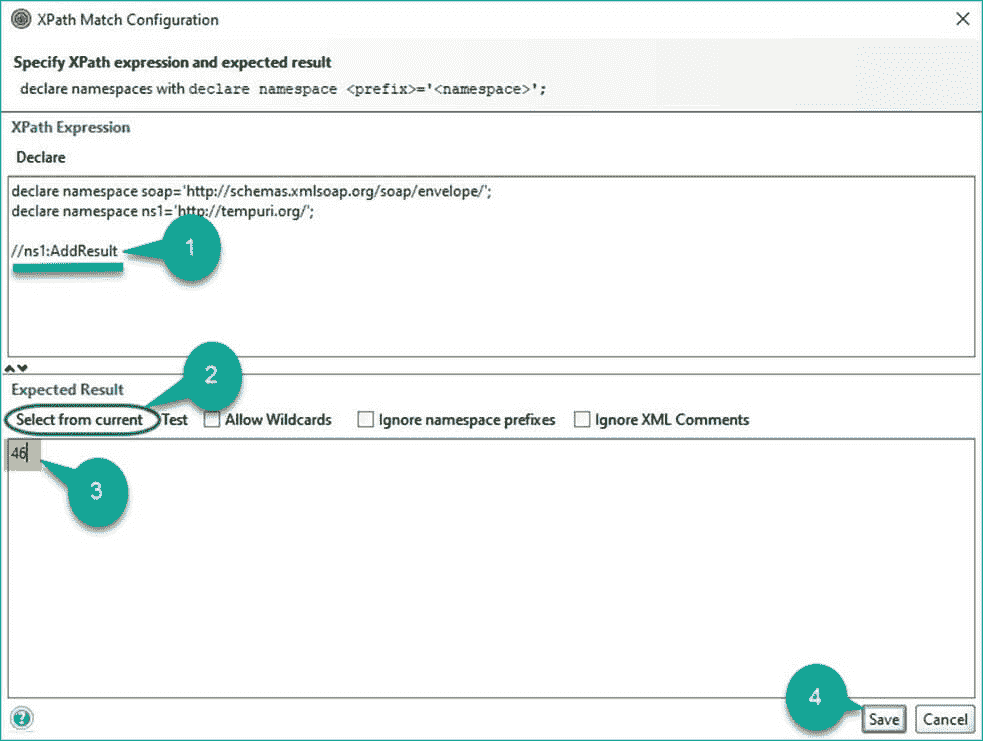 XPath Match Configuration
Specify XPath expression and expected result
declare namespaces with declare namespace <prefix>='<namespace>';
XPath Expression
Declare
declare namespace soap='http://schemas.xmlsoap.org/soap/envelope/';
declare namespace ns1='http://tempuri.org/';
//ns1:AddResult
1
2
Expected Result
Select from current Test Allow Wildcards Ignore namespace prefixes Ignore XML Comments
46
3
4
? Save Cancel